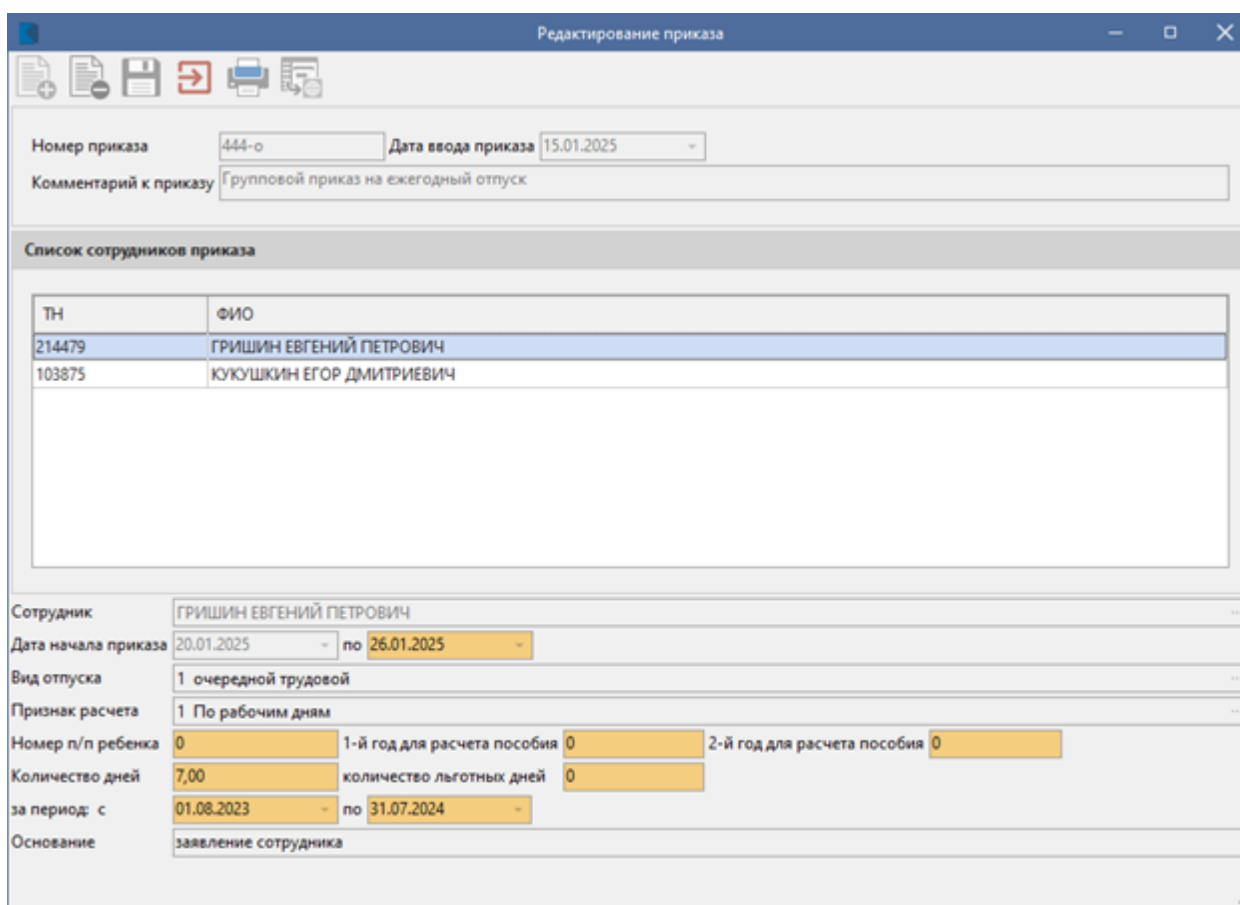 Редактирование приказа
Номер приказа 444-о Дата ввода приказа 15.01.2025
Комментарий к приказу Групповой приказ на ежегодный отпуск
Список сотрудников приказа
ТН ФИО
214479 ГРИШИН ЕВГЕНИЙ ПЕТРОВИЧ
103875 КУКУШКИН ЕГОР ДМИТРИЕВИЧ
Сотрудник ГРИШИН ЕВГЕНИЙ ПЕТРОВИЧ
Дата начала приказа 20.01.2025 по 26.01.2025
Вид отпуска 1 очередной трудовой
Признак расчета 1 По рабочим дням
Номер п/п ребенка 0 1-й год для расчета пособия 0 2-й год для расчета пособия 0
Количество дней 7,00 количество льготных дней 0
за период: с 01.08.2023 по 31.07.2024
Основание заявление сотрудника